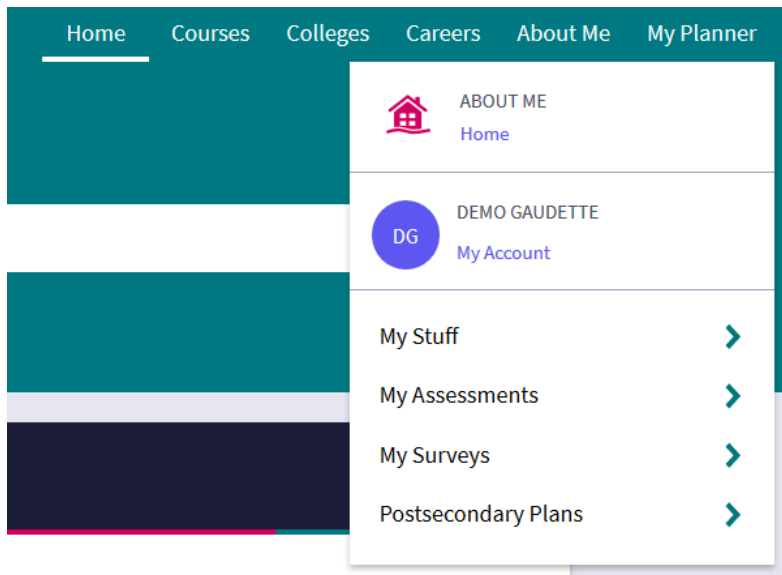 Home Courses Colleges Careers About Me My Planner
ABOUT ME
Home
DG
DEMO GAUDETTE
My Account
My Stuff
My Assessments
My Surveys
Postsecondary Plans